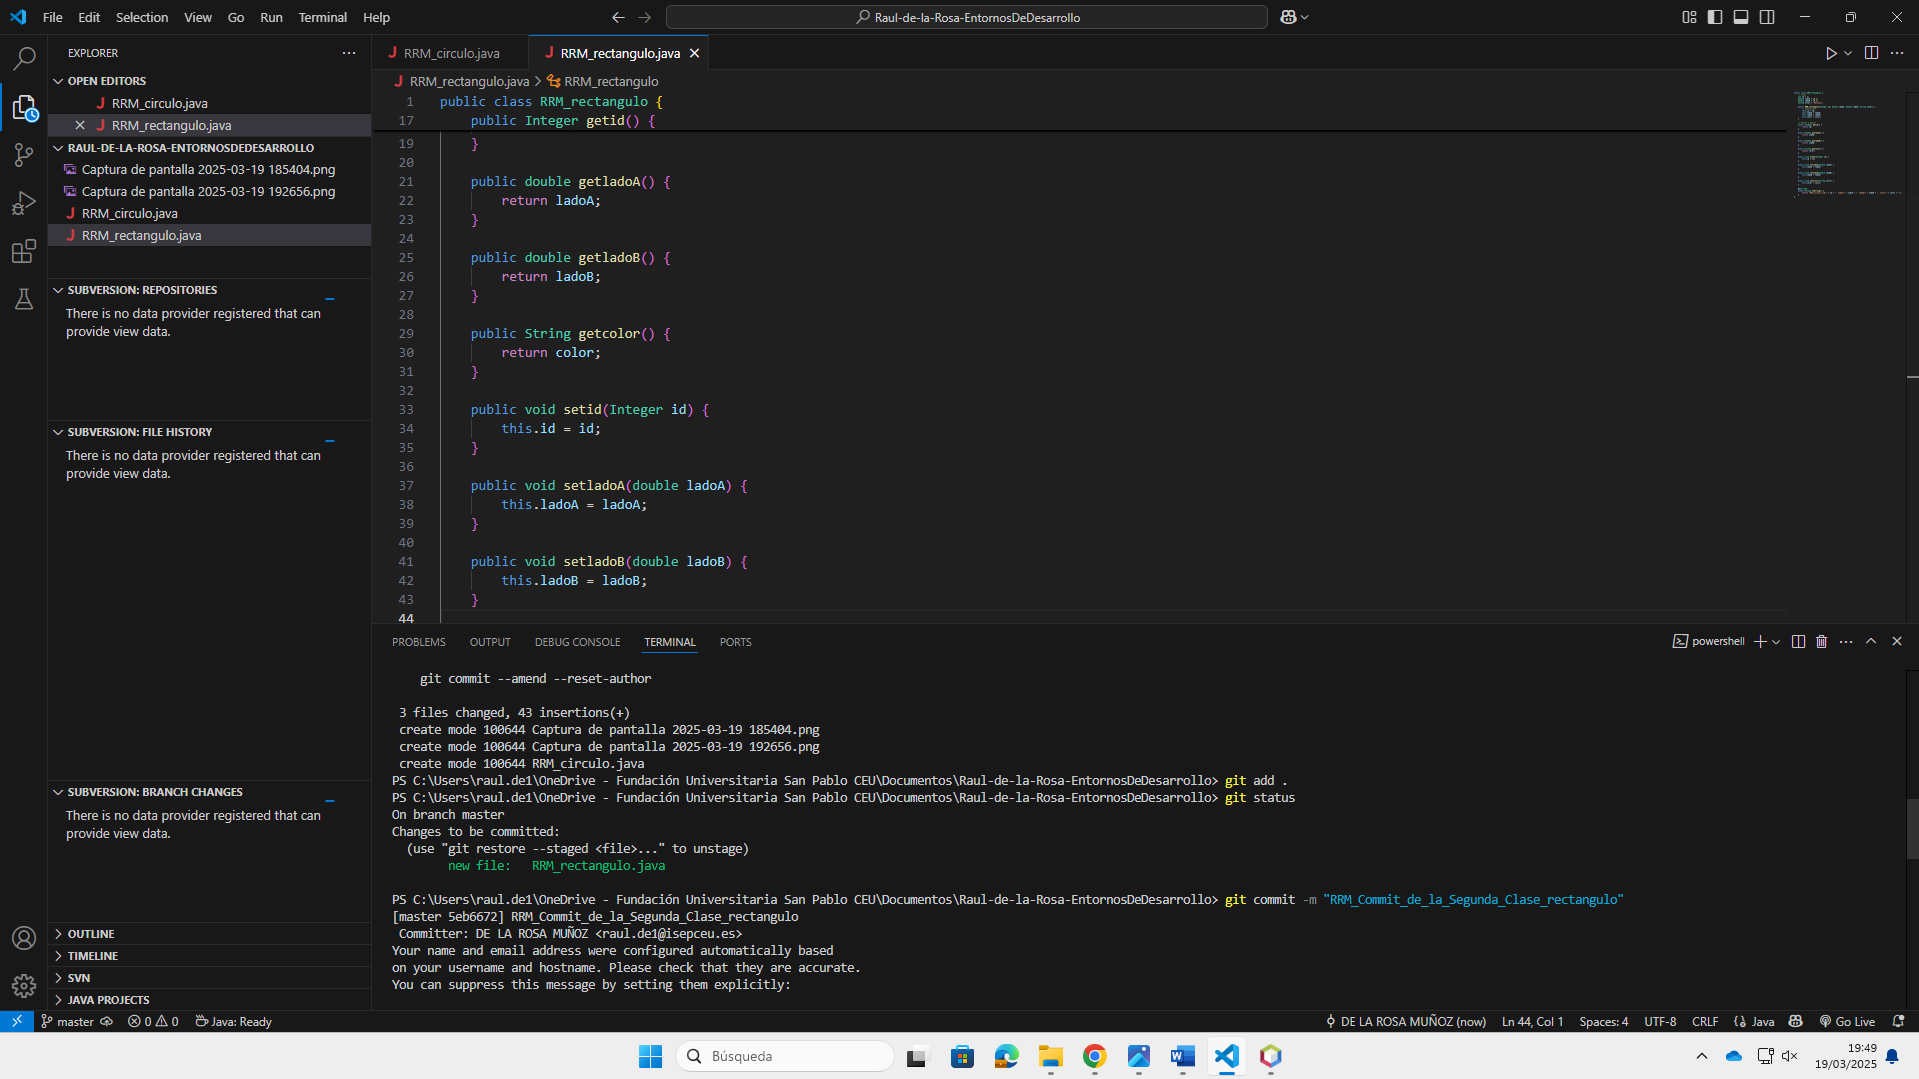 File Edit Selection View Go Run Terminal Help
Raul-de-la-Rosa-EntornosDeDesarrollo
EXPLORER
OPEN EDITORS
RRM_circulo.java
RRM_rectangulo.java
RAUL-DE-LA-ROSA-ENTORNOSDEDESARROLLO
Captura de pantalla 2025-03-19 185404.png
Captura de pantalla 2025-03-19 192656.png
RRM_circulo.java
RRM_rectangulo.java
SUBVERSION: REPOSITORIES
There is no data provider registered that can
provide view data.
SUBVERSION: FILE HISTORY
There is no data provider registered that can
provide view data.
SUBVERSION: BRANCH CHANGES
There is no data provider registered that can
provide view data.
OUTLINE
TIMELINE
SVN
JAVA PROJECTS
RRM_circulo.java
RRM_rectangulo.java
RRM_rectangulo.java > RRM_rectangulo
1 public class RRM_rectangulo {
17 public Integer getid() {
19 }
20
21 public double getladoA() {
22 return ladoA;
23 }
24
25 public double getladoB() {
26 return ladoB;
27 }
28
29 public String getcolor() {
30 return color;
31 }
32
33 public void setid(Integer id) {
34 this.id = id;
35 }
36
37 public void setladoA(double ladoA) {
38 this.ladoA = ladoA;
39 }
40
41 public void setladoB(double ladoB) {
42 this.ladoB = ladoB;
43 }
44
PROBLEMS OUTPUT DEBUG CONSOLE TERMINAL PORTS
powershell
git commit --amend --reset-author
3 files changed, 43 insertions(+)
create mode 100644 Captura de pantalla 2025-03-19 185404.png
create mode 100644 Captura de pantalla 2025-03-19 192656.png
create mode 100644 RRM_circulo.java
PS C:\Users\raul.de1\OneDrive - Fundación Universitaria San Pablo CEU\Documentos\Raul-de-la-Rosa-EntornosDeDesarrollo> git add .
PS C:\Users\raul.de1\OneDrive - Fundación Universitaria San Pablo CEU\Documentos\Raul-de-la-Rosa-EntornosDeDesarrollo> git status
On branch master
Changes to be committed:
(use "git restore --staged <file>..." to unstage)
new file: RRM_rectangulo.java
PS C:\Users\raul.de1\OneDrive - Fundación Universitaria San Pablo CEU\Documentos\Raul-de-la-Rosa-EntornosDeDesarrollo> git commit -m "RRM_Commit_de_la_Segunda_Clase_rectangulo"
[master 5eb6672] RRM_Commit_de_la_Segunda_Clase_rectangulo
Committer: DE LA ROSA MUÑOZ <raul.de1@isepceu.es>
Your name and email address were configured automatically based
on your username and hostname. Please check that they are accurate.
You can suppress this message by setting them explicitly:
master 0 0 Java: Ready
DE LA ROSA MUÑOZ (now) Ln 44, Col 1 Spaces: 4 UTF-8 CRLF Java Go Live
Búsqueda
19:49
19/03/2025